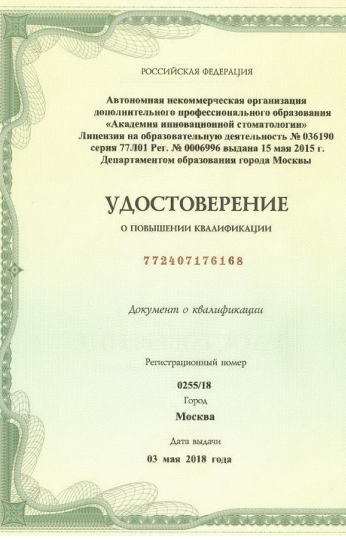 РОССИЙСКАЯ ФЕДЕРАЦИЯ
Автономная некоммерческая организация
дополнительного профессионального образования
«Академия инновационной стоматологии»
Лицензия на образовательную деятельность № 036190
серия 77Л01 Рег. № 0006996 выдана 15 мая 2015 г.
Департаментом образования города Москвы
УДОСТОВЕРЕНИЕ
О ПОВЫШЕНИИ КВАЛИФИКАЦИИ
772407176168
Документ о квалификации
Регистрационный номер
0255/18
Город
Москва
Дата выдачи
03 мая 2018 года